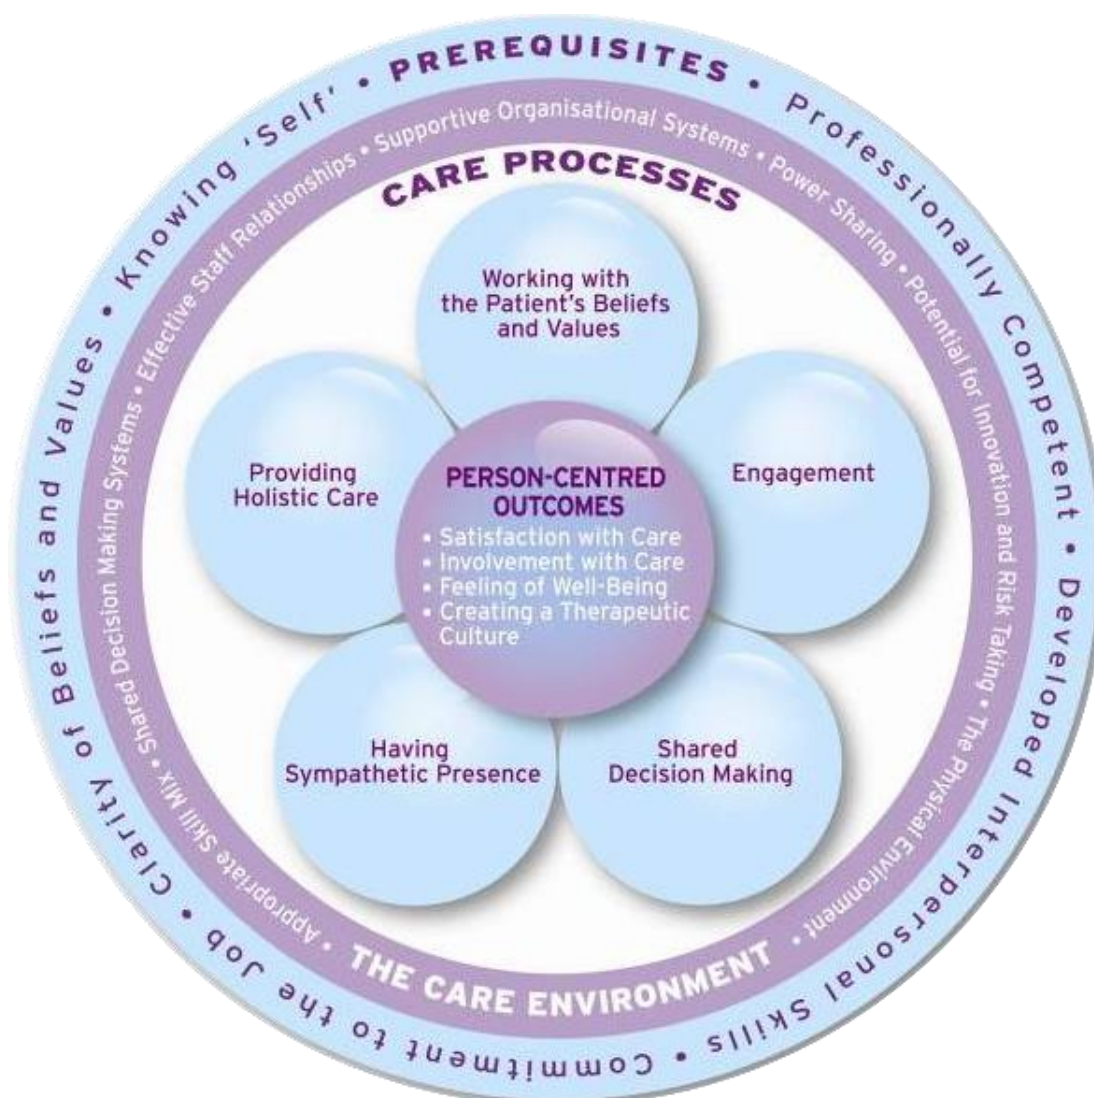 PREREQUISITES • Professionally Competent • Developed Interpersonal Skills • Commitment to the Job • Clarity of Beliefs and Values • Knowing 'Self' •
Appropriate Skill Mix • Shared Decision Making Systems • Effective Staff Relationships • Supportive Organisational Systems • Power Sharing • Potential for Innovation and Risk Taking • The Physical Environment •
THE CARE ENVIRONMENT •
CARE PROCESSES
Working with
the Patient's Beliefs
and Values
Engagement
Shared
Decision Making
Having
Sympathetic Presence
Providing
Holistic Care
PERSON-CENTRED
OUTCOMES
• Satisfaction with Care
• Involvement with Care
• Feeling of Well-Being
• Creating a Therapeutic
Culture